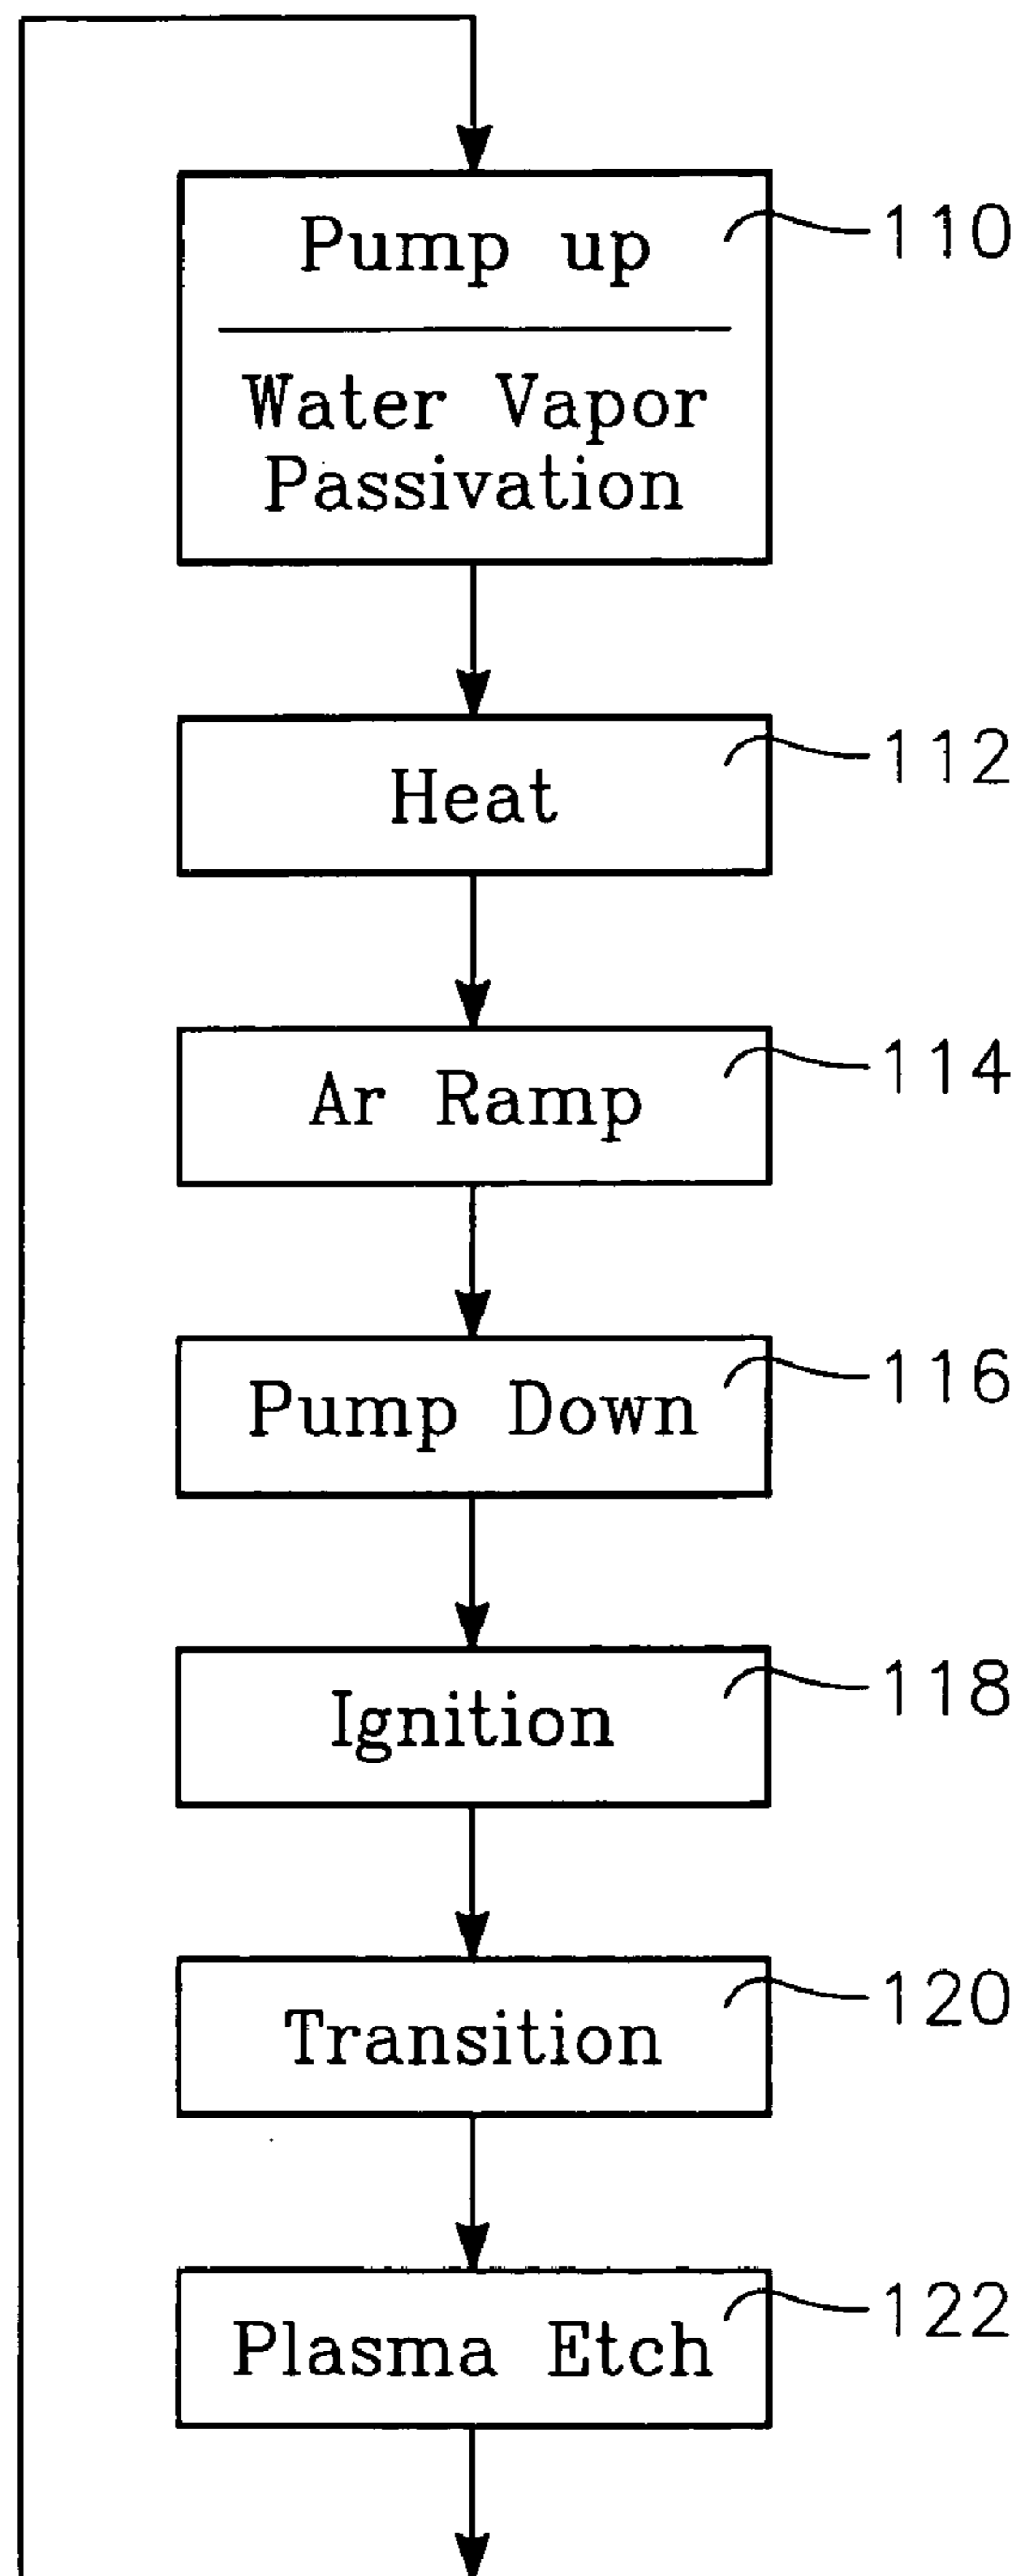 Pump up
110
Water Vapor
Passivation
Heat
112
Ar Ramp
114
Pump Down
116
Ignition
118
Transition
120
Plasma Etch
122